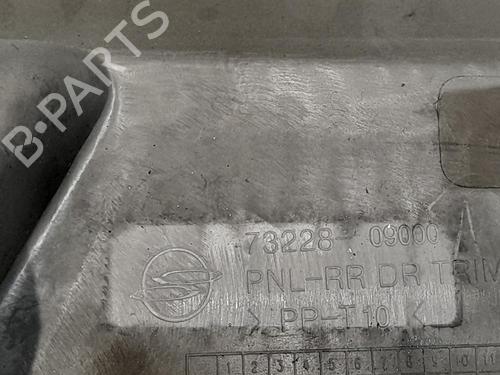 B-PARTS
73228-09000
PNL-RR DR TRIM
> PP-T10 <
1 2 3 4 5 6 7 8 9 10 11